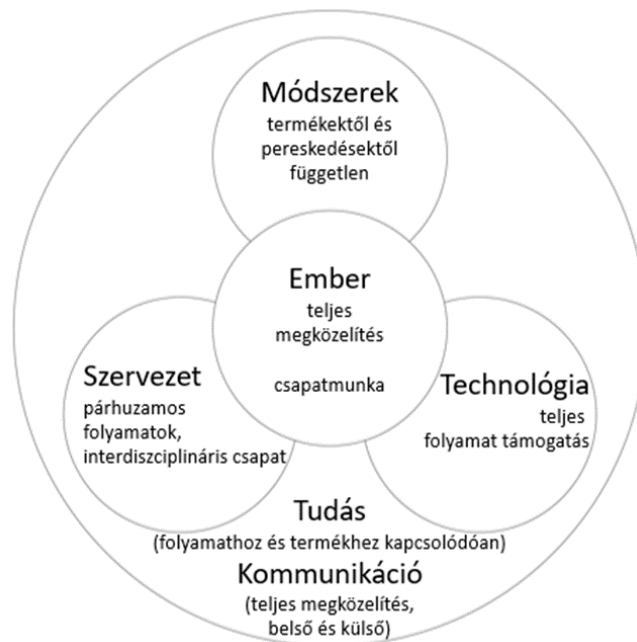 Módszerek
termékektől és
pereskedésektől
független
Ember
teljes
megközelítés
csapatmunka
Szervezet
párhuzamos
folyamatok,
interdiszciplináris csapat
Technológia
teljes
folyamat támogatás
Tudás
(folyamathoz és termékhez kapcsolódóan)
Kommunikáció
(teljes megközelítés,
belső és külső)